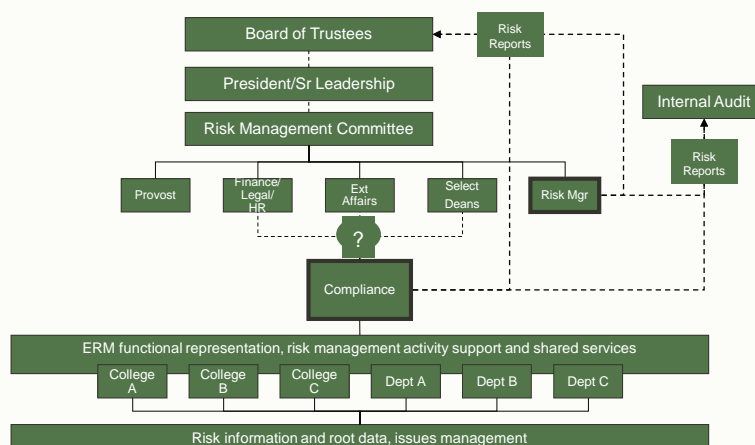 Board of Trustees
Risk
Reports
President/Sr Leadership
Internal Audit
Risk Management Committee
Risk
Reports
Provost
Finance/
Legal/
HR
Ext
Affairs
Select
Deans
Risk Mgr
?
Compliance
ERM functional representation, risk management activity support and shared services
College
A
College
B
College
C
Dept A
Dept B
Dept C
Risk information and root data, issues management